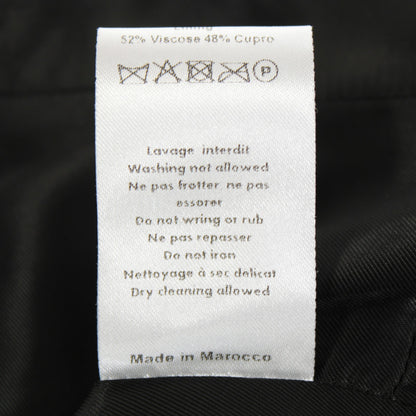 Lining
52% Viscose 48% Cupro
P
Lavage interdit
Washing not allowed
Ne pas frotter, ne pas
essorer
Do not wring or rub
Ne pas repasser
Do not iron
Nettoyage à sec delicat
Dry cleaning allowed
Made in Marocco